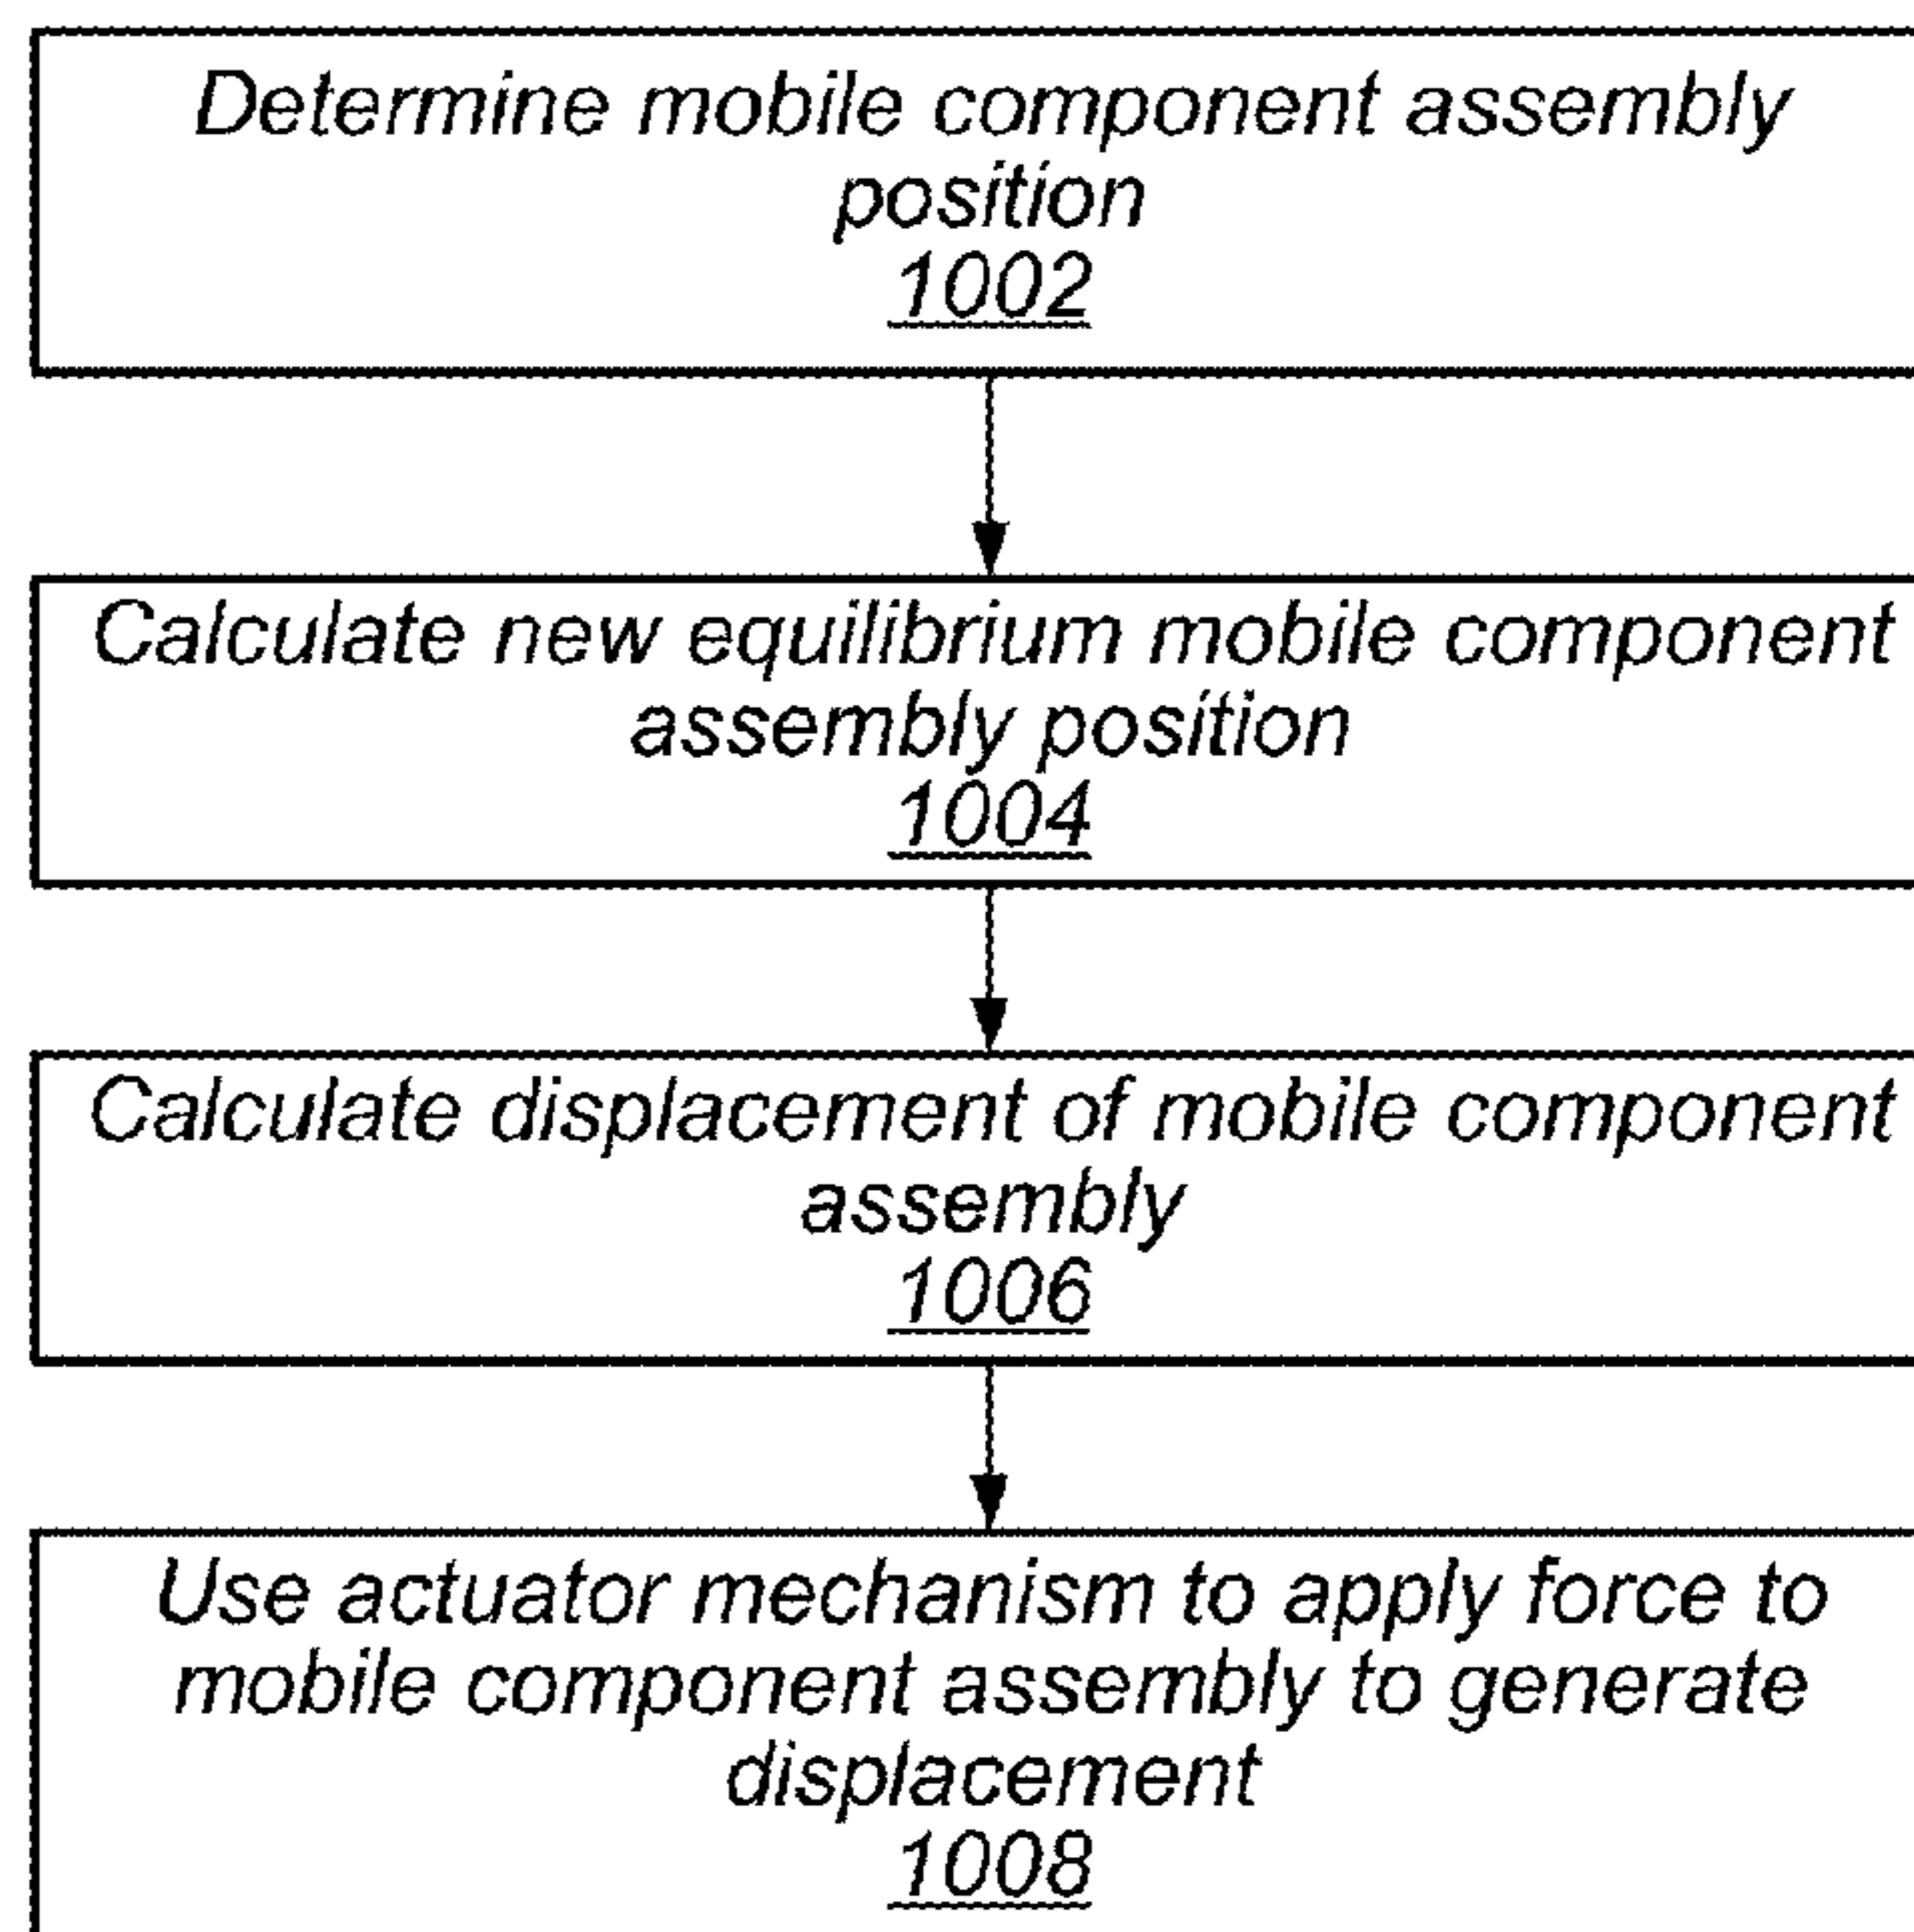 Determine mobile component assembly
position
1002
Calculate new equilibrium mobile component
assembly position
1004
Calculate displacement of mobile component
assembly
1006
Use actuator mechanism to apply force to
mobile component assembly to generate
displacement
1008